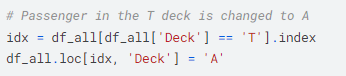 # Passenger in the T deck is changed to A
idx = df_all[df_all['Deck'] == 'T'].index
df_all.loc[idx, 'Deck'] = 'A'